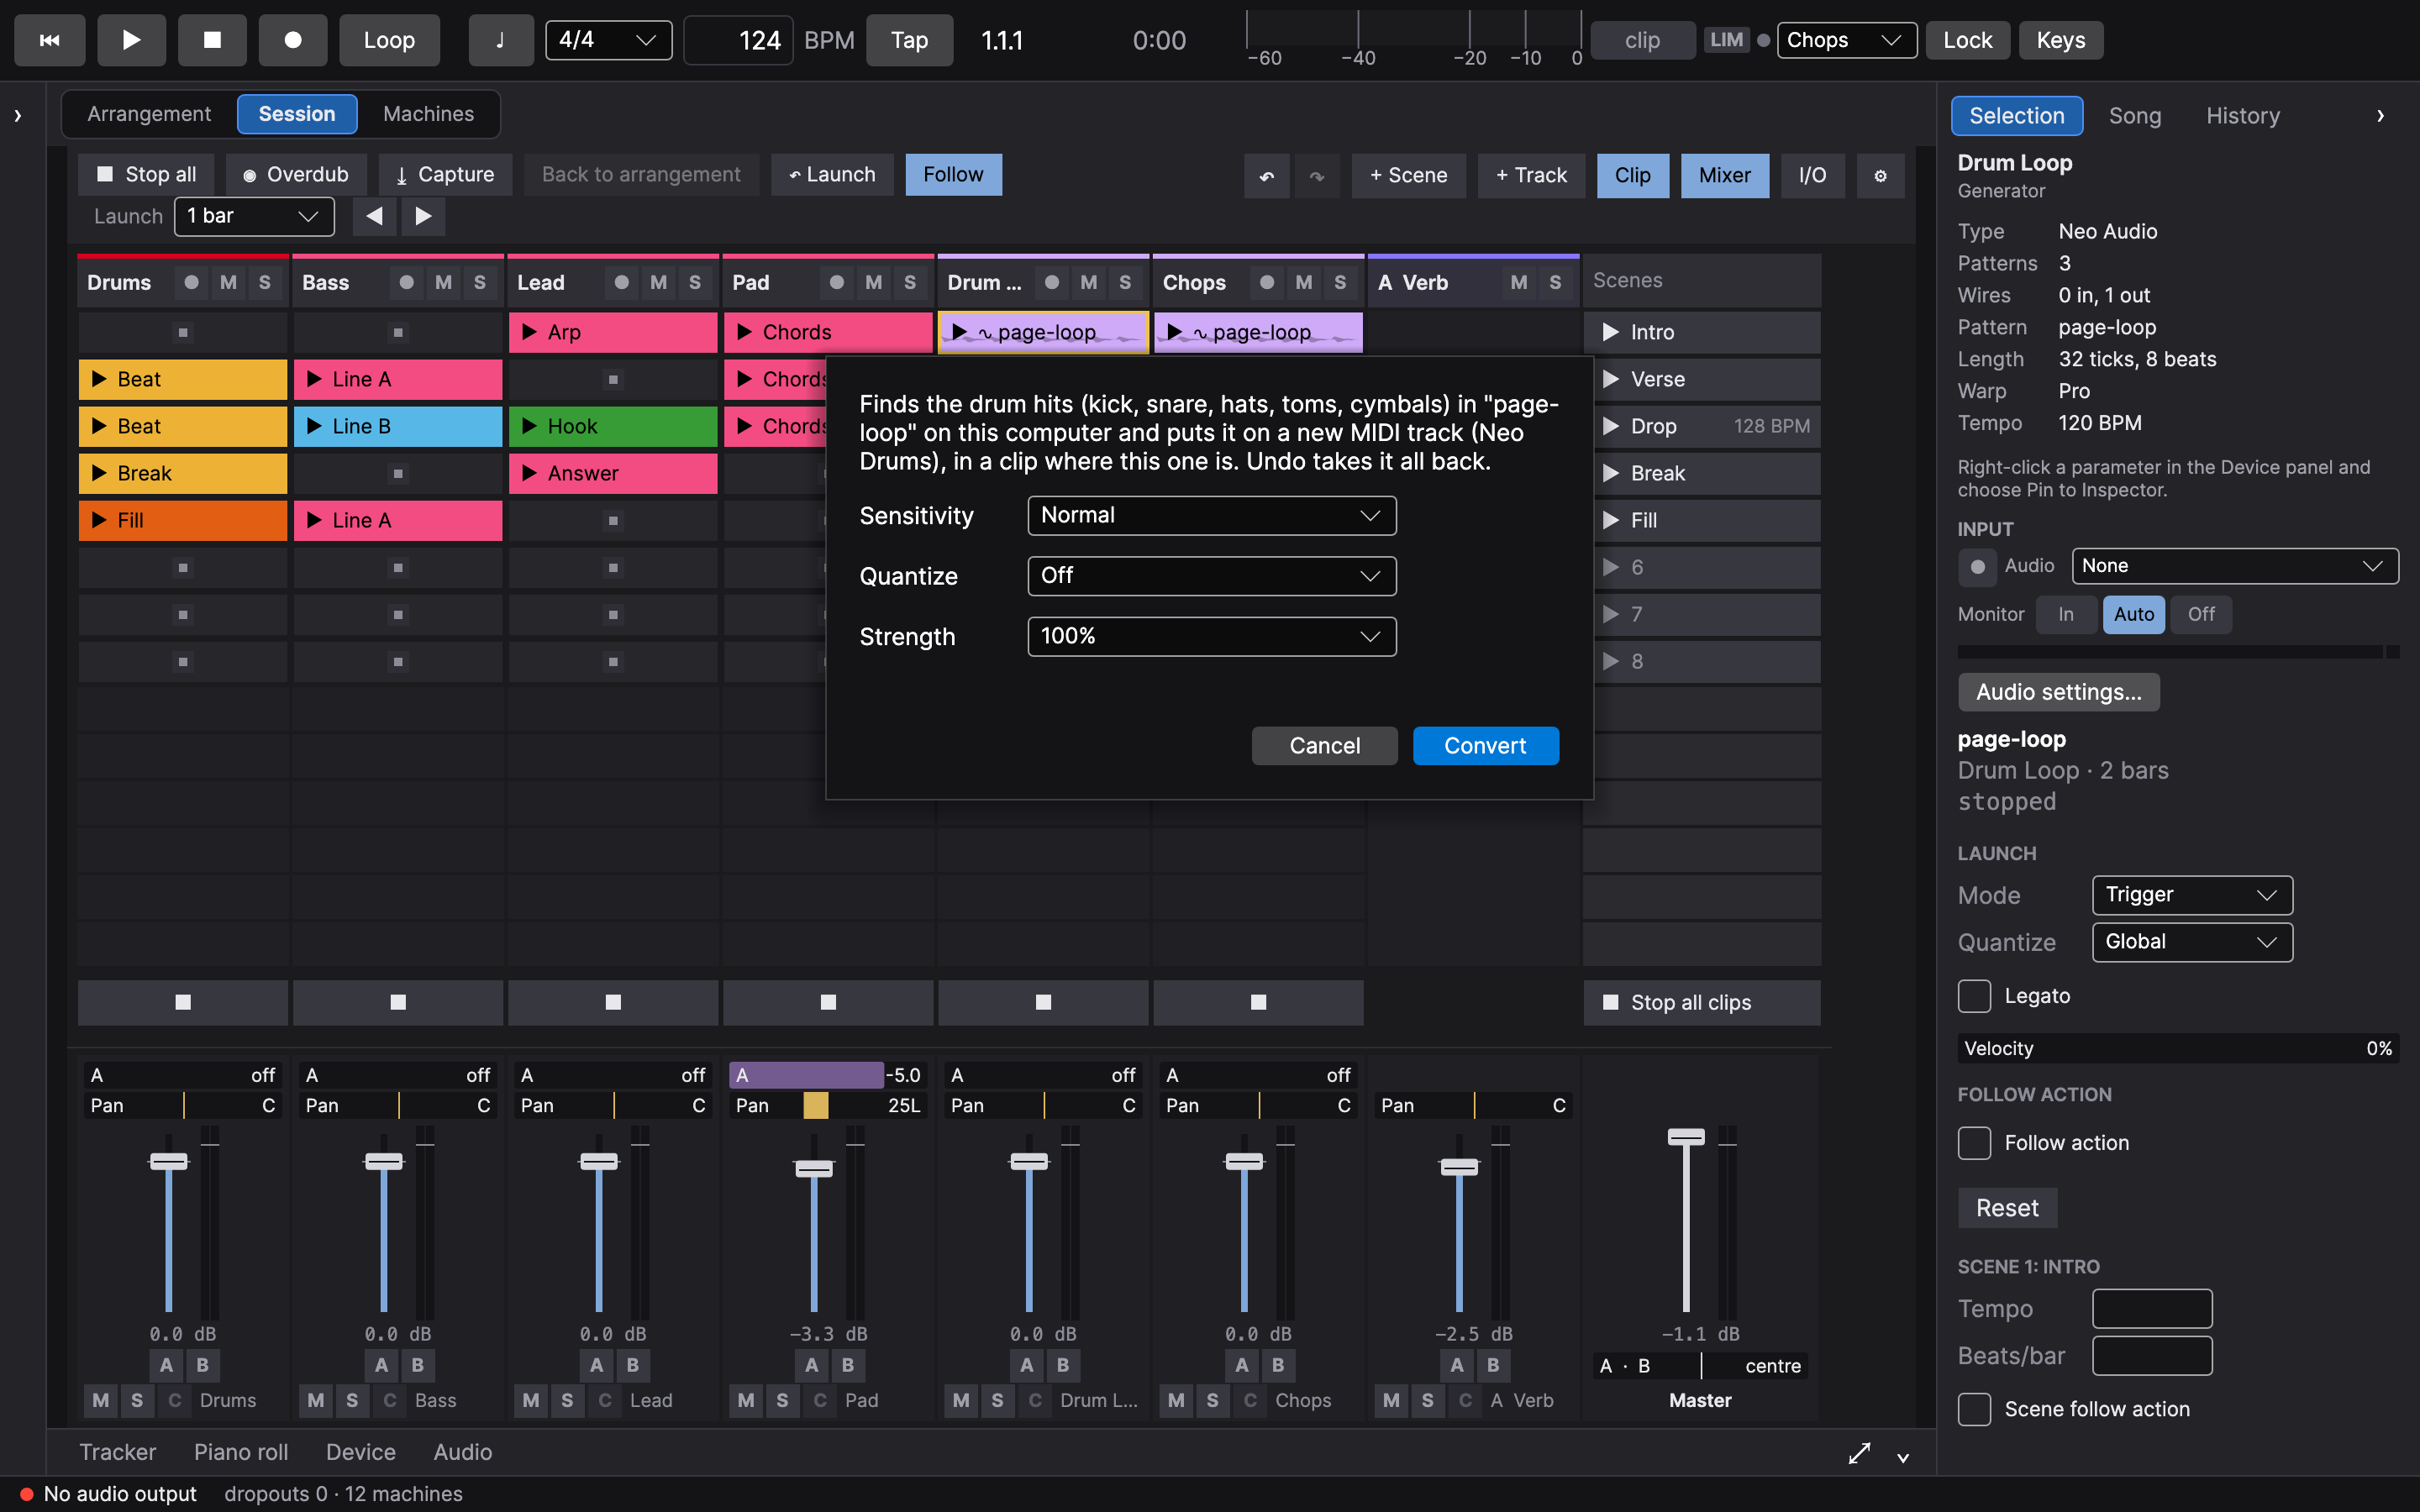 Loop
4/4
124 BPM
Tap
1.1.1
0:00
−60 −40 −20 −10 0
clip
LIM
Chops
Lock
Keys
Arrangement Session Machines
Selection Song History
Stop all Overdub Capture Back to arrangement Launch Follow
+ Scene + Track Clip Mixer I/O
Launch 1 bar
Drums M S Bass M S Lead M S Pad M S Drum ... M S Chops M S A Verb M S Scenes
Arp Chords page-loop page-loop Intro
Beat Line A Chords Verse
Beat Line B Hook Chords Drop 128 BPM
Break Answer Break
Fill Line A Fill
6
7
8
Finds the drum hits (kick, snare, hats, toms, cymbals) in "page-
loop" on this computer and puts it on a new MIDI track (Neo
Drums), in a clip where this one is. Undo takes it all back.
Sensitivity Normal
Quantize Off
Strength 100%
Cancel Convert
Stop all clips
A off A off A off A -5.0 A off A off
Pan C Pan C Pan C Pan 25L Pan C Pan C Pan C
0.0 dB 0.0 dB 0.0 dB −3.3 dB 0.0 dB 0.0 dB −2.5 dB −1.1 dB
A B A B A B A B A B A B A B A · B centre
M S C Drums M S C Bass M S C Lead M S C Pad M S C Drum L... M S C Chops M S C A Verb Master
Tracker Piano roll Device Audio
No audio output dropouts 0 · 12 machines
Drum Loop
Generator
Type Neo Audio
Patterns 3
Wires 0 in, 1 out
Pattern page-loop
Length 32 ticks, 8 beats
Warp Pro
Tempo 120 BPM
Right-click a parameter in the Device panel and
choose Pin to Inspector.
INPUT
Audio None
Monitor In Auto Off
Audio settings...
page-loop
Drum Loop · 2 bars
stopped
LAUNCH
Mode Trigger
Quantize Global
Legato
Velocity 0%
FOLLOW ACTION
Follow action
Reset
SCENE 1: INTRO
Tempo
Beats/bar
Scene follow action